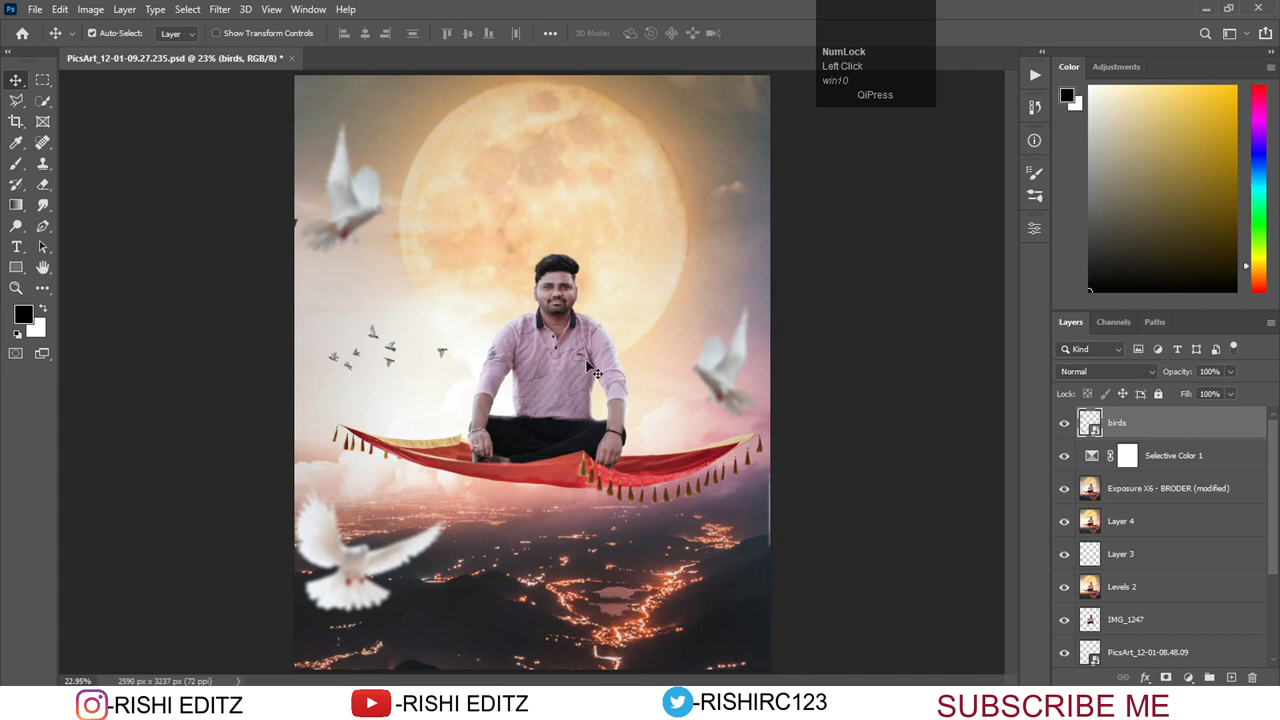 Ps File Edit Image Layer Type Select Filter 3D View Window Help
Auto-Select: Layer Show Transform Controls 3D Mode:
PicsArt_12-01-09.27.235.psd @ 23% (birds, RGB/8) *
NumLock
Left Click
win10
QiPress
Color Adjustments
Layers Channels Paths
Kind
Normal Opacity: 100%
Lock: Fill: 100%
birds
Selective Color 1
Exposure X6 - BRODER (modified)
Layer 4
Layer 3
Levels 2
IMG_1247
PicsArt_12-01-08.48.09
22.95% 2590 px x 3237 px (72 ppi)
-RISHI EDITZ -RISHI EDITZ -RISHIRC123 SUBSCRIBE ME